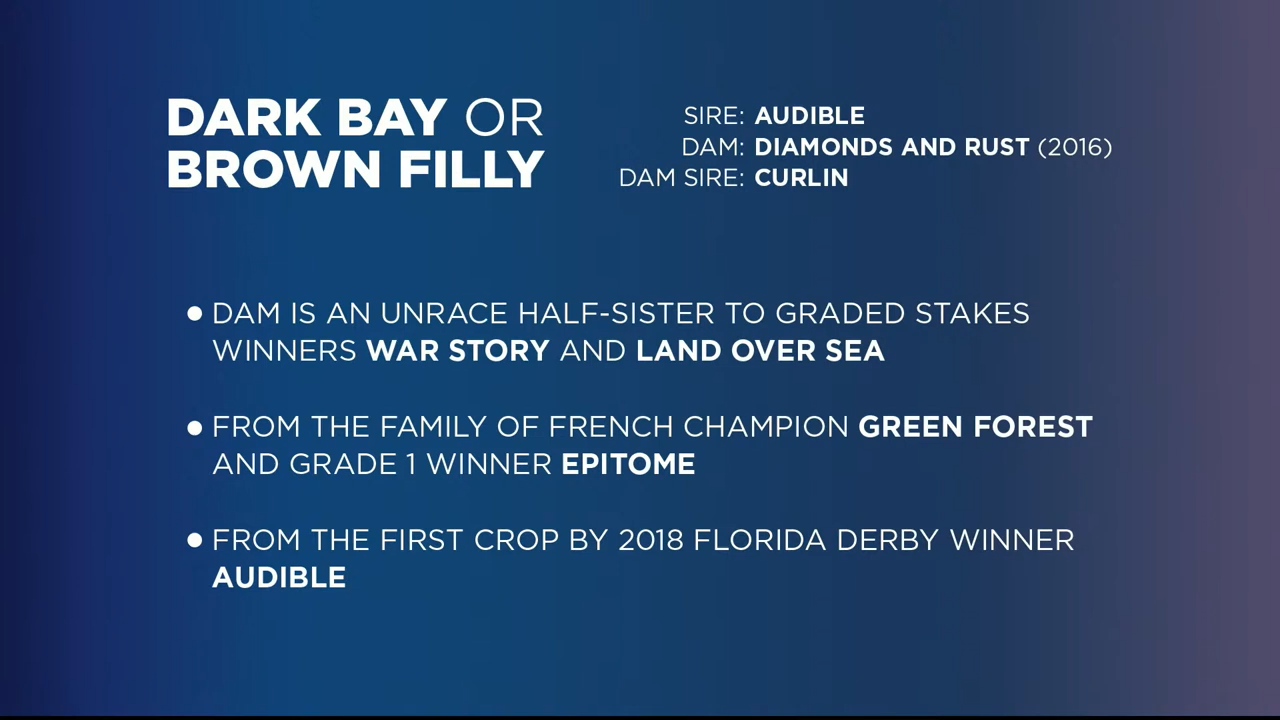 DARK BAY OR
BROWN FILLY
SIRE: AUDIBLE
DAM: DIAMONDS AND RUST (2016)
DAM SIRE: CURLIN
● DAM IS AN UNRACE HALF-SISTER TO GRADED STAKES
WINNERS WAR STORY AND LAND OVER SEA
● FROM THE FAMILY OF FRENCH CHAMPION GREEN FOREST
AND GRADE 1 WINNER EPITOME
● FROM THE FIRST CROP BY 2018 FLORIDA DERBY WINNER
AUDIBLE